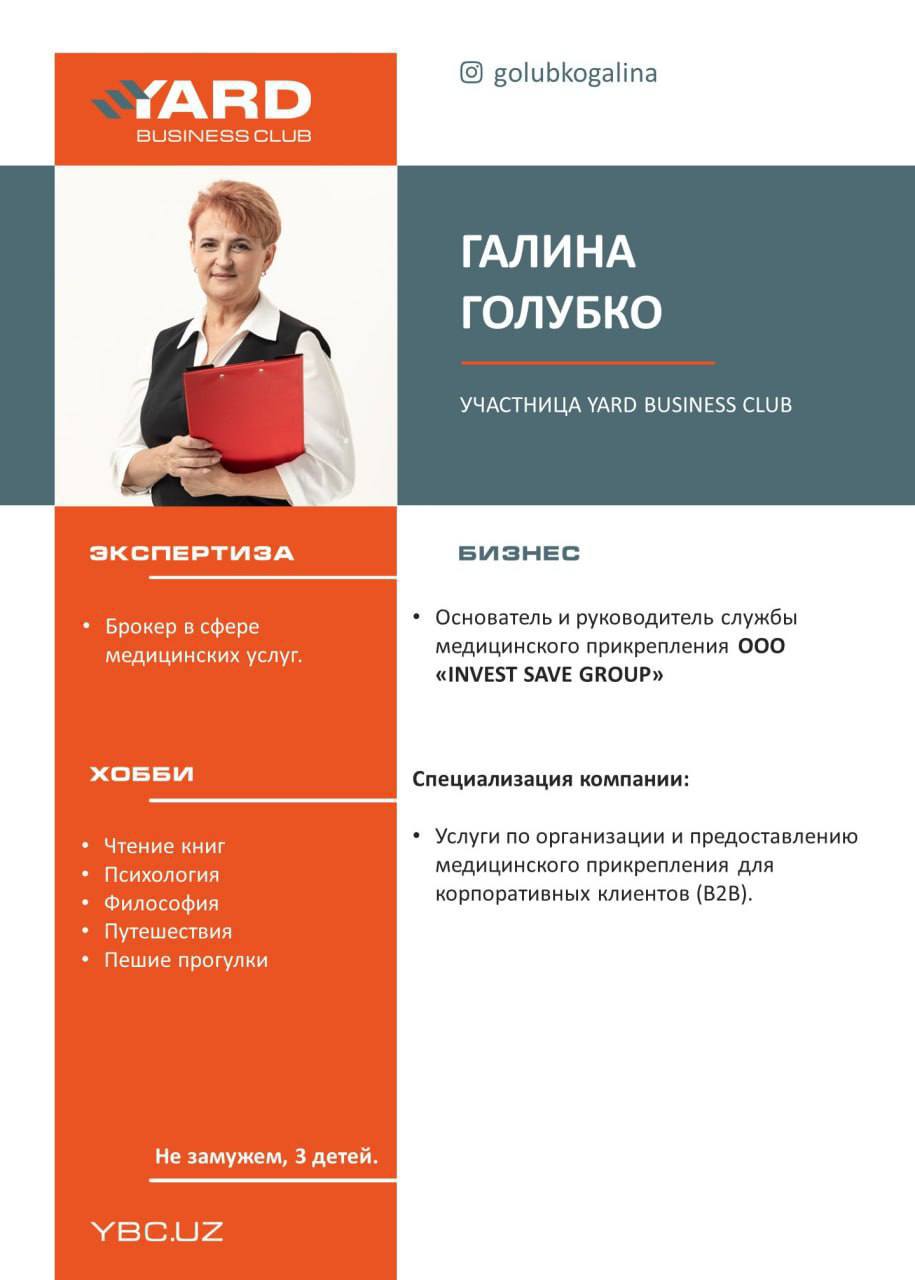 YARD
BUSINESS CLUB
golubkogalina
ГАЛИНА
ГОЛУБКО
УЧАСТНИЦА YARD BUSINESS CLUB
ЭКСПЕРТИЗА
• Брокер в сфере
медицинских услуг.
ХОББИ
• Чтение книг
• Психология
• Философия
• Путешествия
• Пешие прогулки
Не замужем, 3 детей.
YBC.UZ
БИЗНЕС
• Основатель и руководитель службы
медицинского прикрепления ООО
«INVEST SAVE GROUP»
Специализация компании:
• Услуги по организации и предоставлению
медицинского прикрепления для
корпоративных клиентов (B2B).